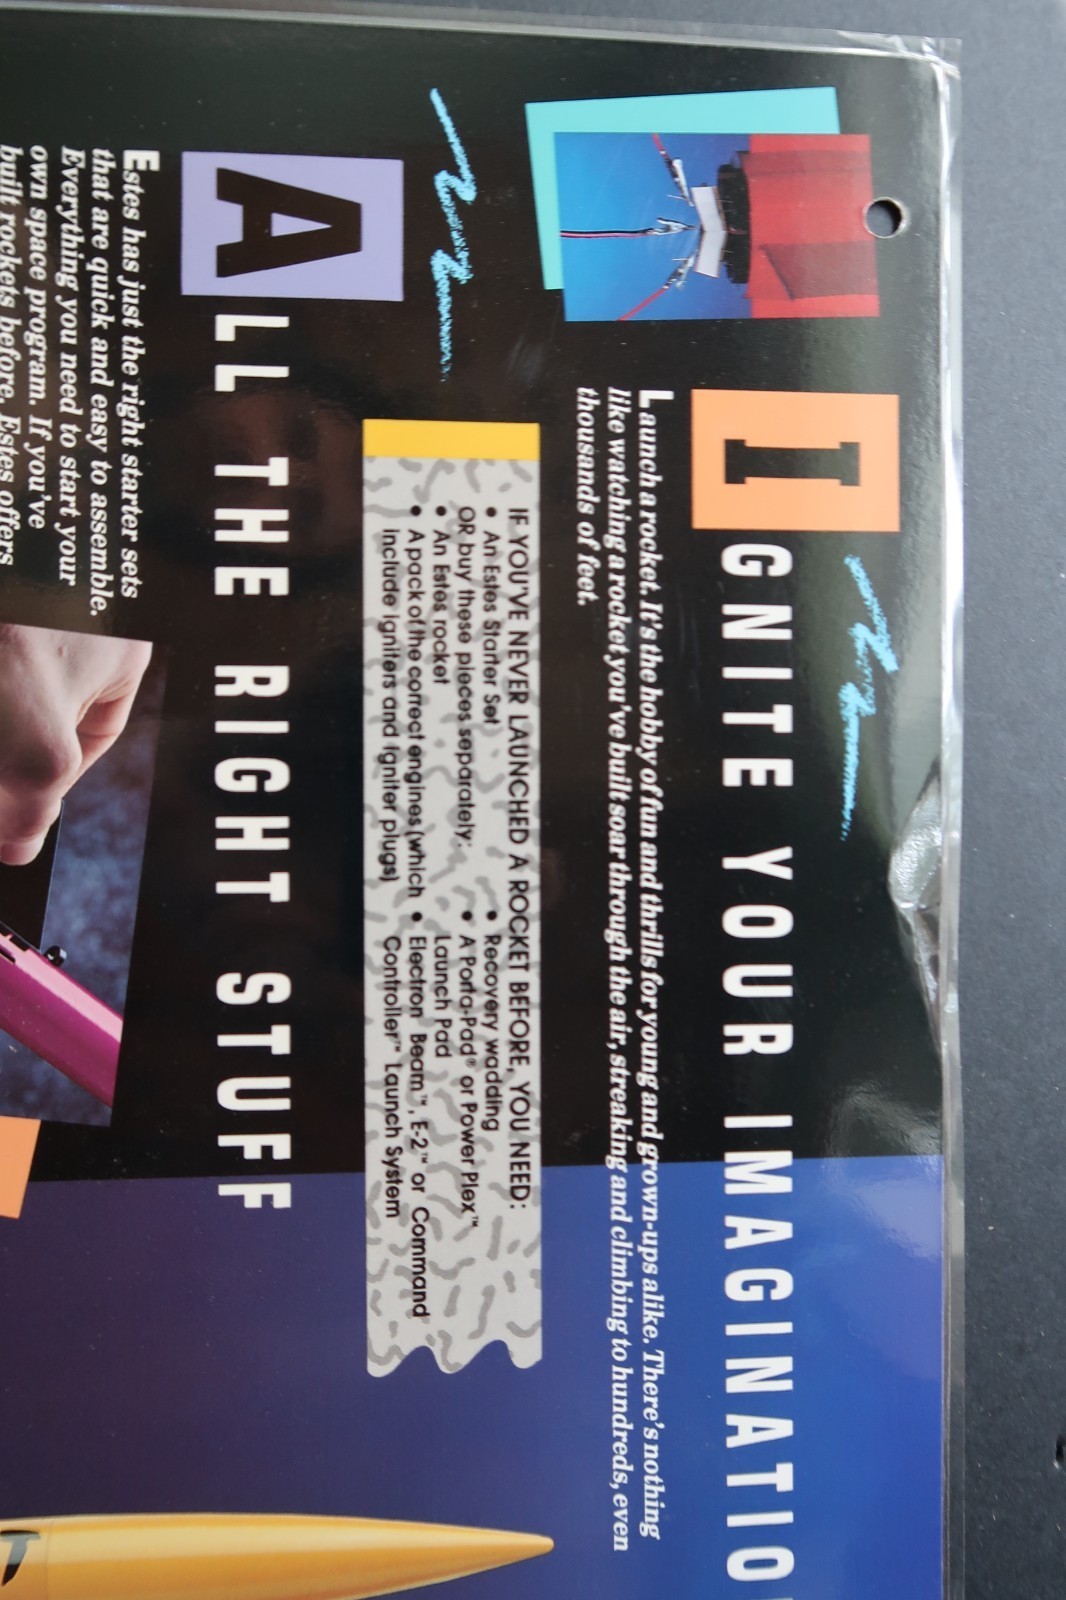 IGNITE YOUR IMAGINATIO
Launch a rocket. It's the hobby of fun and thrills for young and grown-ups alike. There's nothing
like watching a rocket you've built soar through the air, streaking and climbing to hundreds, even
thousands of feet.
IF YOU'VE NEVER LAUNCHED A ROCKET BEFORE, YOU NEED:
• An Estes Starter Set
OR buy these pieces separately:
• An Estes rocket
• A pack of the correct engines (which
include igniters and igniter plugs)
• Recovery wadding
• A Porta-Pad® or Power Plex™
Launch Pad
• Electron Beam™, E-2™ or Command
Controller™ Launch System
ALL THE RIGHT STUFF
Estes has just the right starter sets
that are quick and easy to assemble.
Everything you need to start your
own space program. If you've
built rockets before, Estes offers